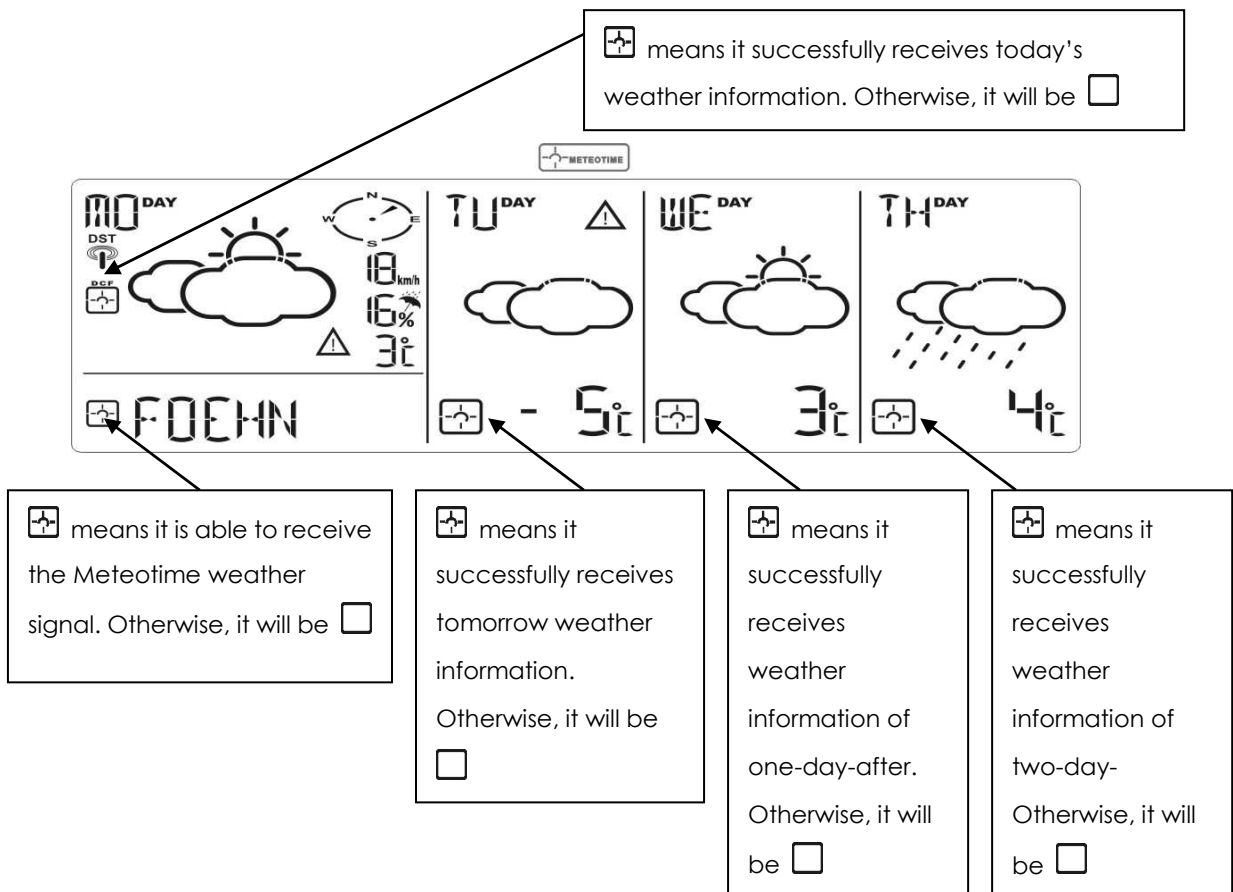 means it successfully receives today’s
weather information. Otherwise, it will be
METEOTIME
MO DAY
DST
DCF
N
W E
S
18 km/h
16 %
3°C
FOEHN
TU DAY
- 5°C
WE DAY
3°C
TH DAY
4°C
means it is able to receive
the Meteotime weather
signal. Otherwise, it will be
means it
successfully receives
tomorrow weather
information.
Otherwise, it will be
means it
successfully
receives
weather
information of
one-day-after.
Otherwise, it will
be
means it
successfully
receives
weather
information of
two-day-
Otherwise, it will
be